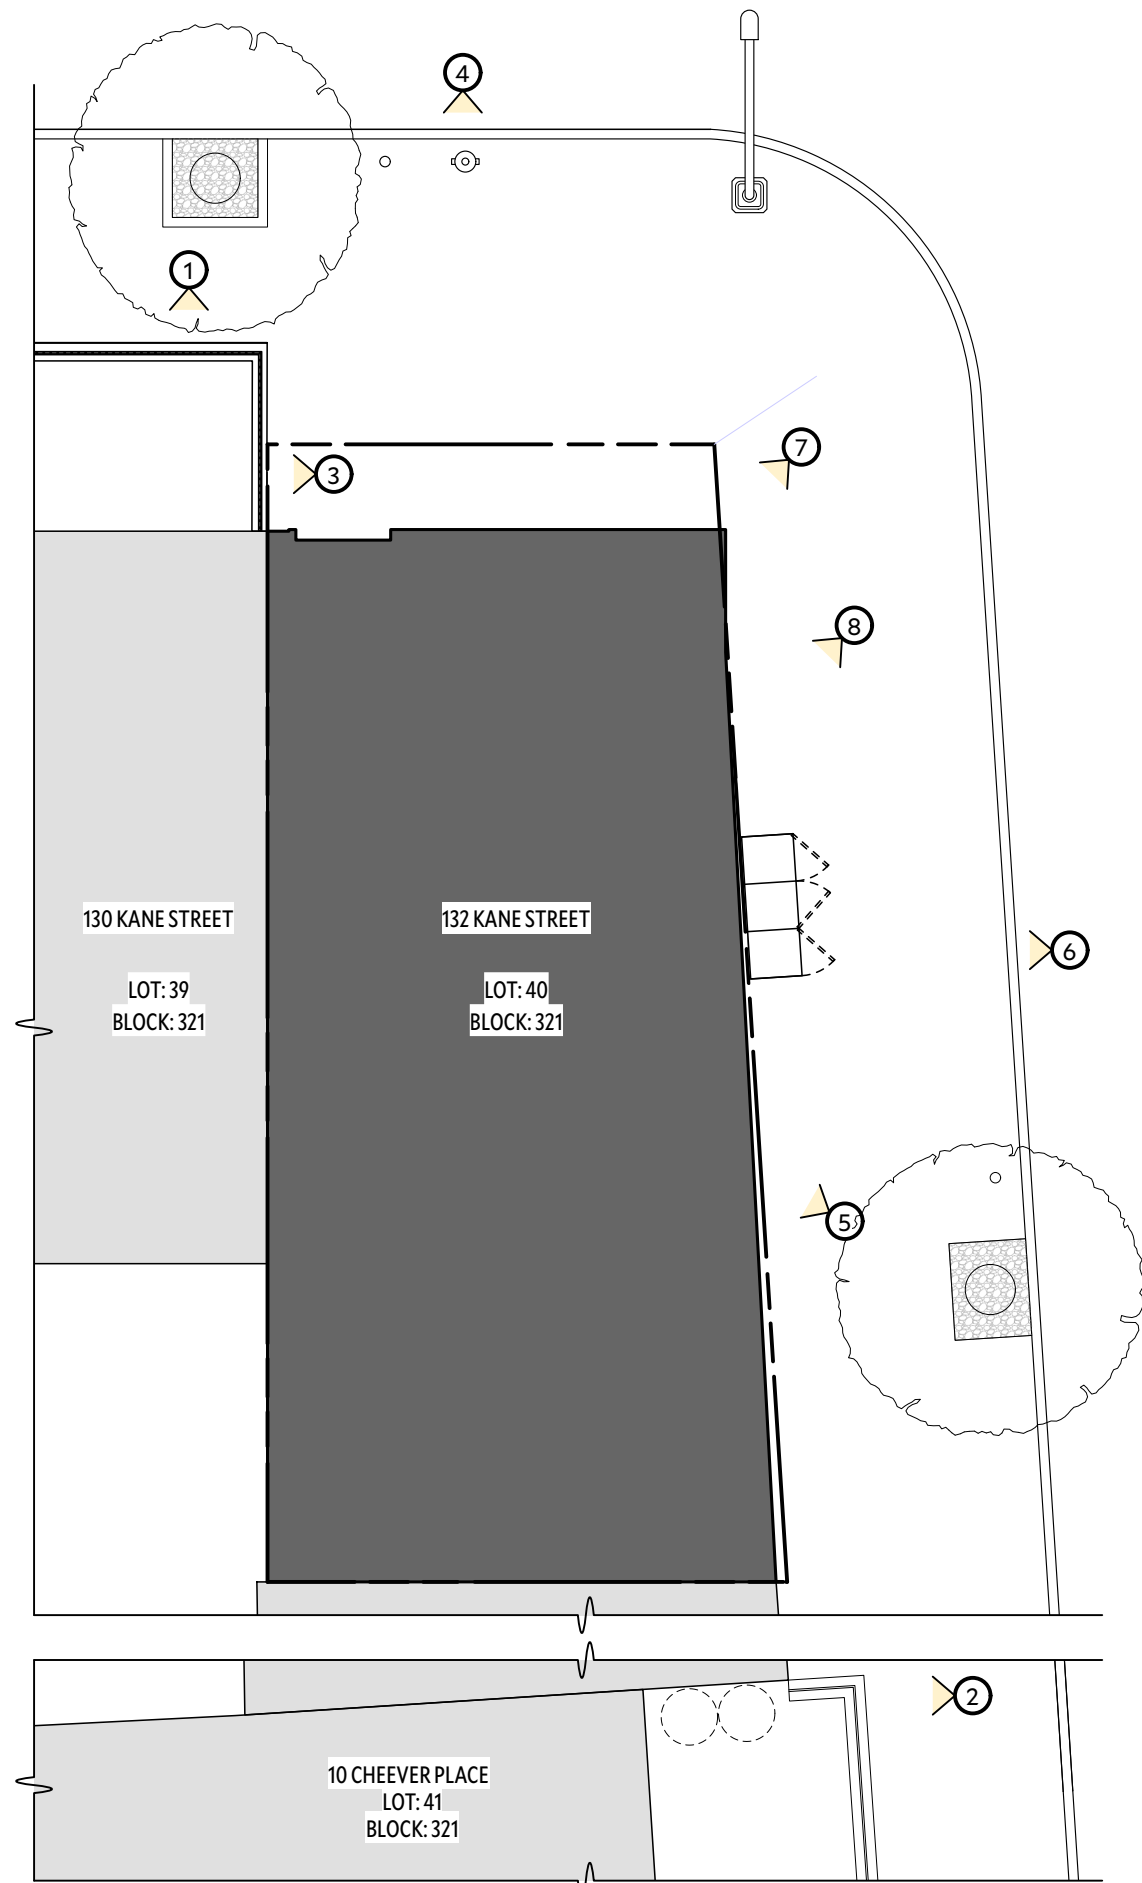 4
1
7
3
8
130 KANE STREET
132 KANE STREET
6
LOT: 39
BLOCK: 321
LOT: 40
BLOCK: 321
5
2
10 CHEEVER PLACE
LOT: 41
BLOCK: 321